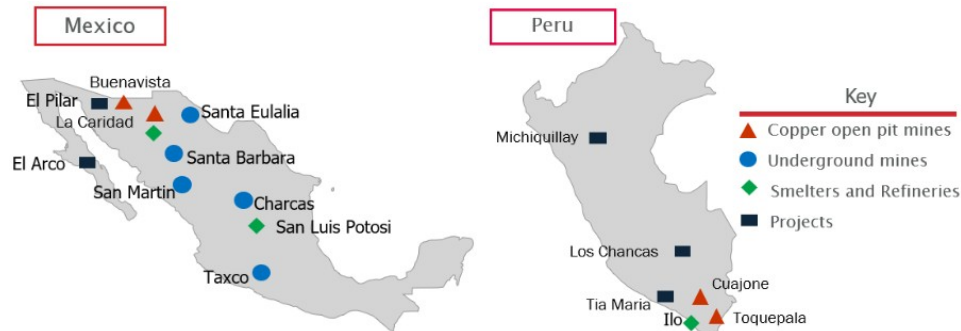 Mexico
Peru
Buenavista
El Pilar
La Caridad
Santa Eulalia
El Arco
Santa Barbara
San Martin
Charcas
San Luis Potosi
Taxco
Michiquillay
Los Chancas
Cuajone
Tia Maria
Ilo
Toquepala
Key
Copper open pit mines
Underground mines
Smelters and Refineries
Projects